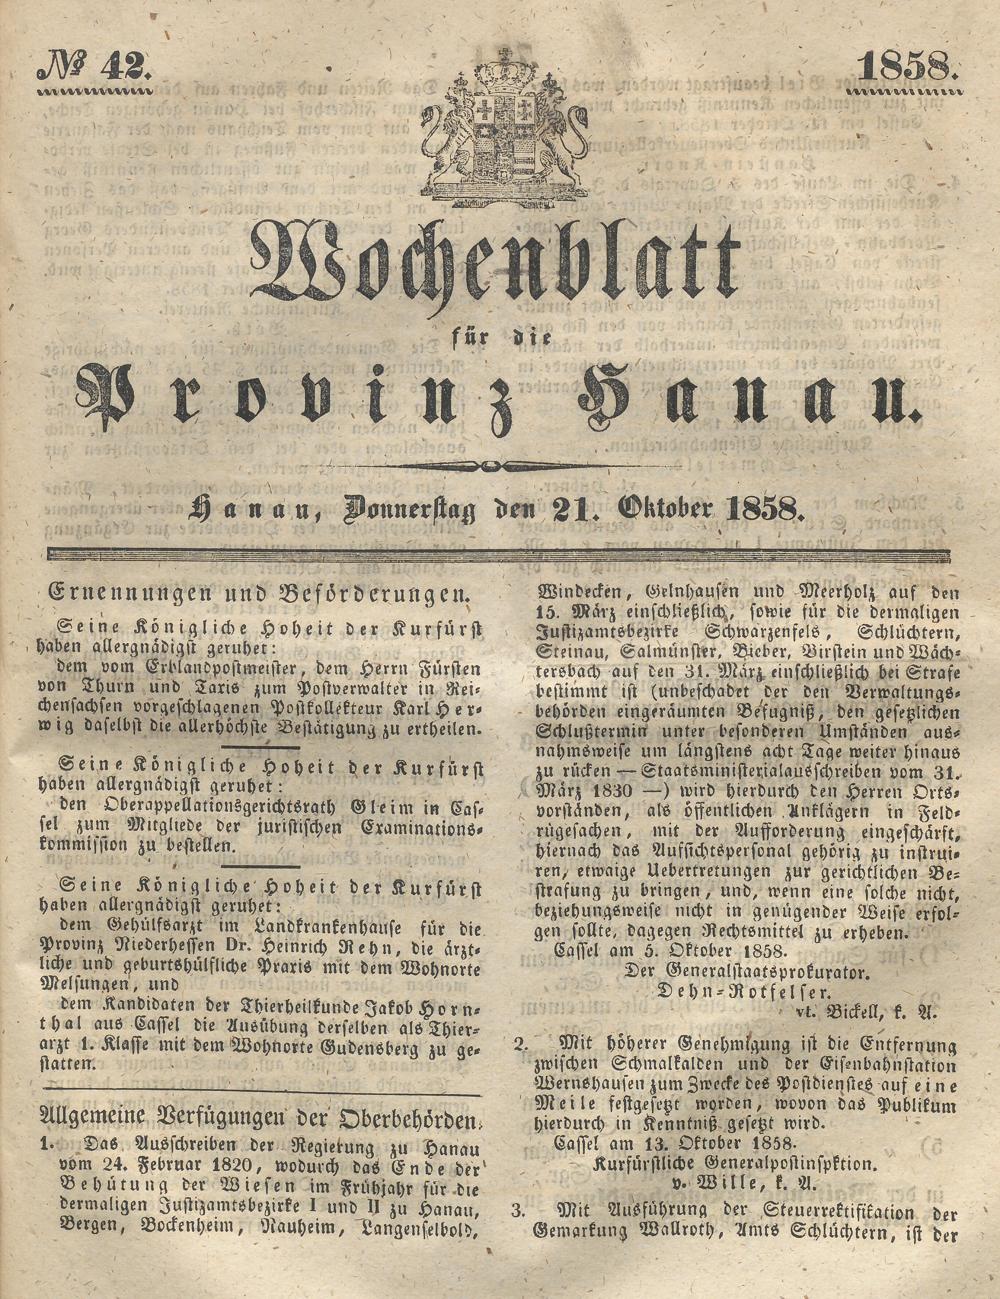 № 42.
1858.
Wochenblatt
für die
Provinz Hanau.
Hanau, Donnerstag den 21. Oktober 1858.
Ernennungen und Beförderungen.
Seine Königliche Hoheit der Kurfürst
haben allergnädigst geruhet:
dem vom Erblandpostmeister, dem Herrn Fürsten
von Thurn und Taxis zum Postverwalter in Rei-
chensachsen vorgeschlagenen Postkollekteur Karl Her-
wig daselbst die allerhöchste Bestätigung zu ertheilen.
Seine Königliche Hoheit der Kurfürst
haben allergnädigst geruhet:
den Oberappellationsgerichtsrath Gleim in Cas-
sel zum Mitgliede der juristischen Examinations-
kommission zu bestellen.
Seine Königliche Hoheit der Kurfürst
haben allergnädigst geruhet:
dem Gehülfsarzt im Landkrankenhause für die
Provinz Niederhessen Dr. Heinrich Rehn, die ärzt-
liche und geburtshülfliche Praxis mit dem Wohnorte
Melsungen, und
dem Kandidaten der Thierheilkunde Jakob Horn-
thal aus Cassel die Ausübung derselben als Thier-
arzt 1. Klasse mit dem Wohnorte Gudensberg zu ge-
statten.
Allgemeine Verfügungen der Oberbehörden.
1. Das Ausschreiben der Regierung zu Hanau
vom 24. Februar 1820, wodurch das Ende der
Behütung der Wiesen im Frühjahr für die
dermaligen Justizamtsbezirke I und II zu Hanau,
Bergen, Bockenheim, Nauheim, Langenselbold,
Windecken, Gelnhausen und Meerholz auf den
15. März einschließlich, sowie für die dermaligen
Justizamtsbezirke Schwarzenfels, Schlüchtern,
Steinau, Salmünster, Bieber, Birstein und Wäch-
tersbach auf den 31. März einschließlich bei Strafe
bestimmt ist (unbeschadet der den Verwaltungs-
behörden eingeräumten Befugniß, den gesetzlichen
Schlußtermin unter besonderen Umständen aus-
nahmsweise um längstens acht Tage weiter hinaus
zu rücken — Staatsministerialausschreiben vom 31.
März 1830 —) wird hierdurch den Herren Orts-
vorständen, als öffentlichen Anklägern in Feld-
rügesachen, mit der Aufforderung eingeschärft,
hiernach das Aufsichtspersonal gehörig zu instrui-
ren, etwaige Uebertretungen zur gerichtlichen Be-
strafung zu bringen, und, wenn eine solche nicht,
beziehungsweise nicht in genügender Weise erfol-
gen sollte, dagegen Rechtsmittel zu erheben.
Cassel am 5. Oktober 1858.
Der Generalstaatsprokurator.
Dehn-Rotfelser.
vt. Bickell, k. A.
2. Mit höherer Genehmigung ist die Entfernung
zwischen Schmalkalden und der Eisenbahnstation
Wernshausen zum Zwecke des Postdienstes auf eine
Meile festgesetzt worden, wovon das Publikum
hierdurch in Kenntniß gesetzt wird.
Cassel am 13. Oktober 1858.
Kurfürstliche Generalpostinspktion.
v. Wille, k. A.
3. Mit Ausführung der Steuerrektifikation der
Gemarkung Wallroth, Amts Schlüchtern, ist der